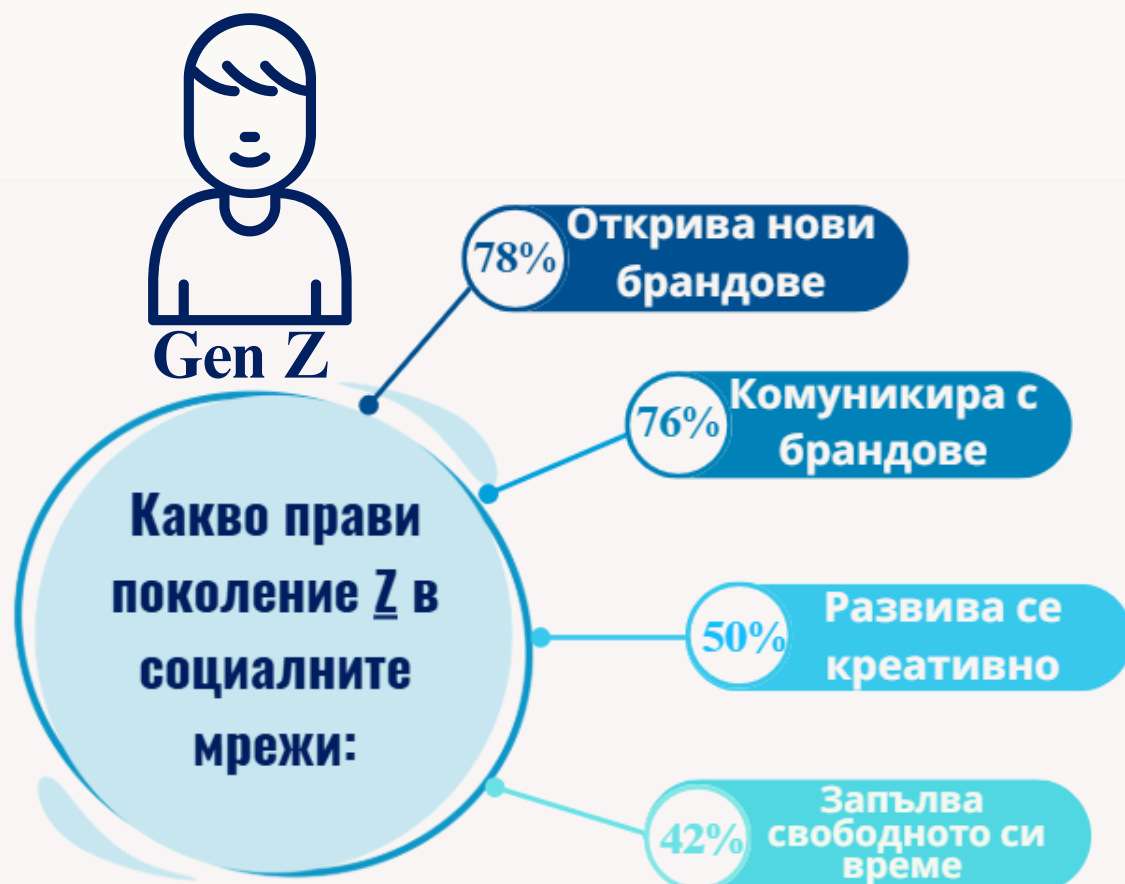 Gen Z
Какво прави
поколение Z в
социалните
мрежи:
78%
Открива нови
брандове
76%
Комуникира с
брандове
50%
Развива се
креативно
42%
Запълва
свободното си
време